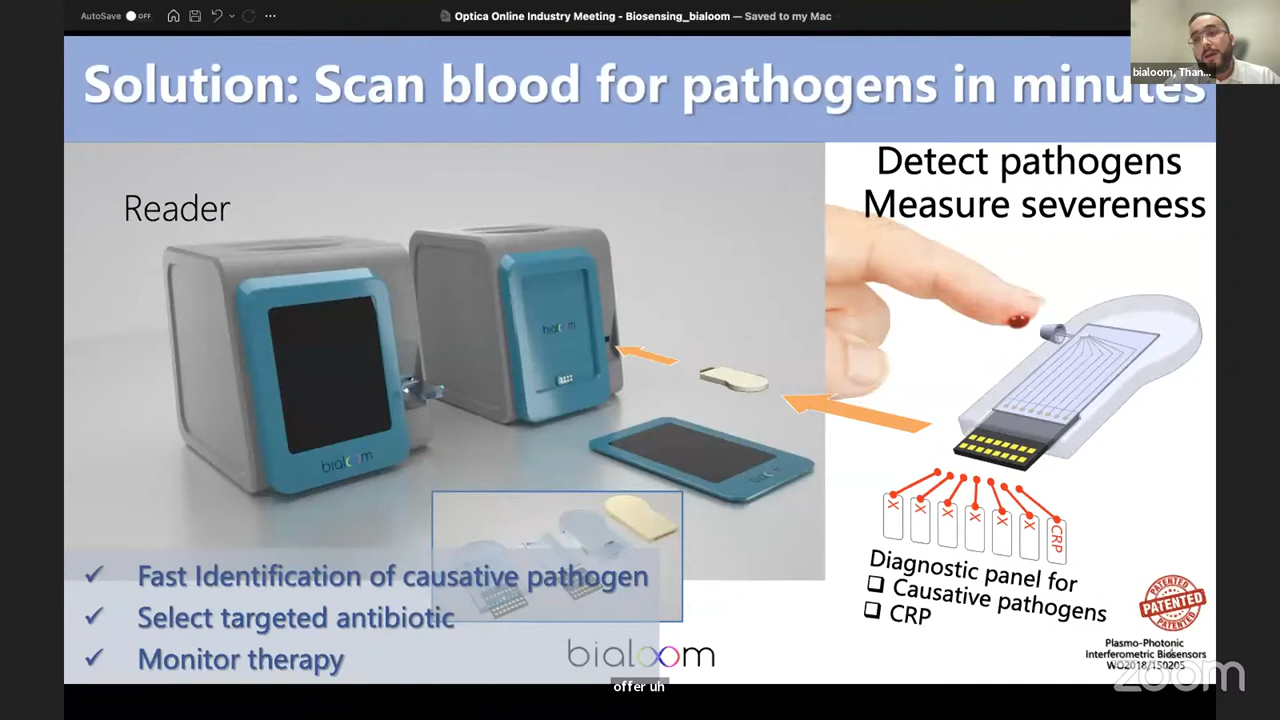 AutoSave OFF
Optica Online Industry Meeting - Biosensing_bialoom — Saved to my Mac
bialoom, Than...
Solution: Scan blood for pathogens in minutes
Reader
Detect pathogens
Measure severeness
bialoom
bialoom
X X X X X X CRP
Diagnostic panel for
Causative pathogens
CRP
✓ Fast Identification of causative pathogen
✓ Select targeted antibiotic
✓ Monitor therapy
bialoom
PATENTED
PATENTED
PATENTED
Plasmo-Photonic
Interferometric Biosensors
WO2018/150205
zoom
offer uh